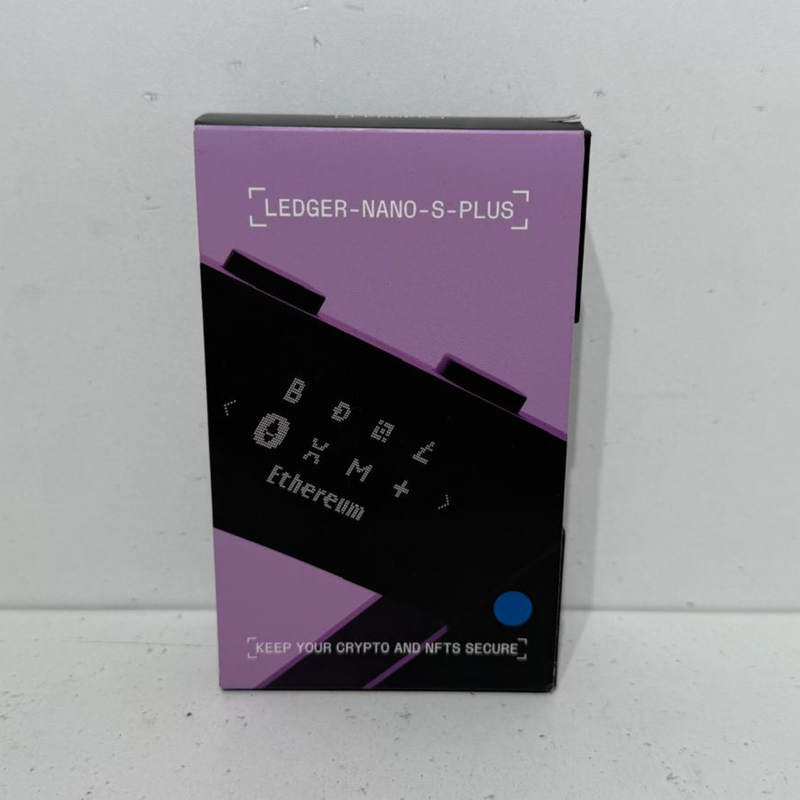 LEDGER-NANO-S-PLUS
Ethereum
KEEP YOUR CRYPTO AND NFTS SECURE